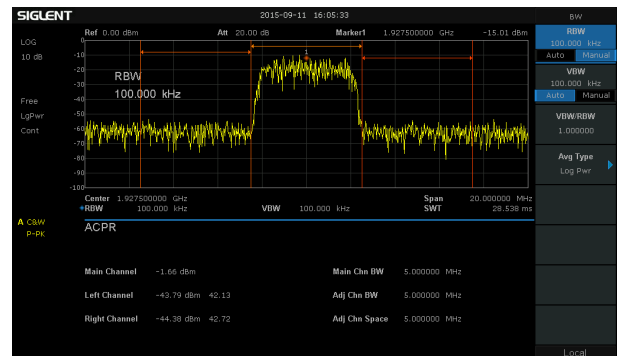 SIGLENT 2015-09-11 16:05:33 BW
Ref 0.00 dBm Att 20.00 dB Marker1 1.927500000 GHz -15.01 dBm
LOG
10 dB
Free
LgPwr
Cont
A C&W
P-PK
0
-10
-20
-30
-40
-50
-60
-70
-80
-90
-100
1
RBW
100.000 kHz
Center 1.927500000 GHz Span 20.000000 MHz
*RBW 100.000 kHz VBW 100.000 kHz SWT 28.538 ms
ACPR
Main Channel -1.66 dBm Main Chn BW 5.000000 MHz
Left Channel -43.79 dBm 42.13 Adj Chn BW 5.000000 MHz
Right Channel -44.38 dBm 42.72 Adj Chn Space 5.000000 MHz
RBW
100.000 kHz
Auto Manual
VBW
100.000 kHz
Auto Manual
VBW/RBW
1.000000
Avg Type
Log Pwr
Local